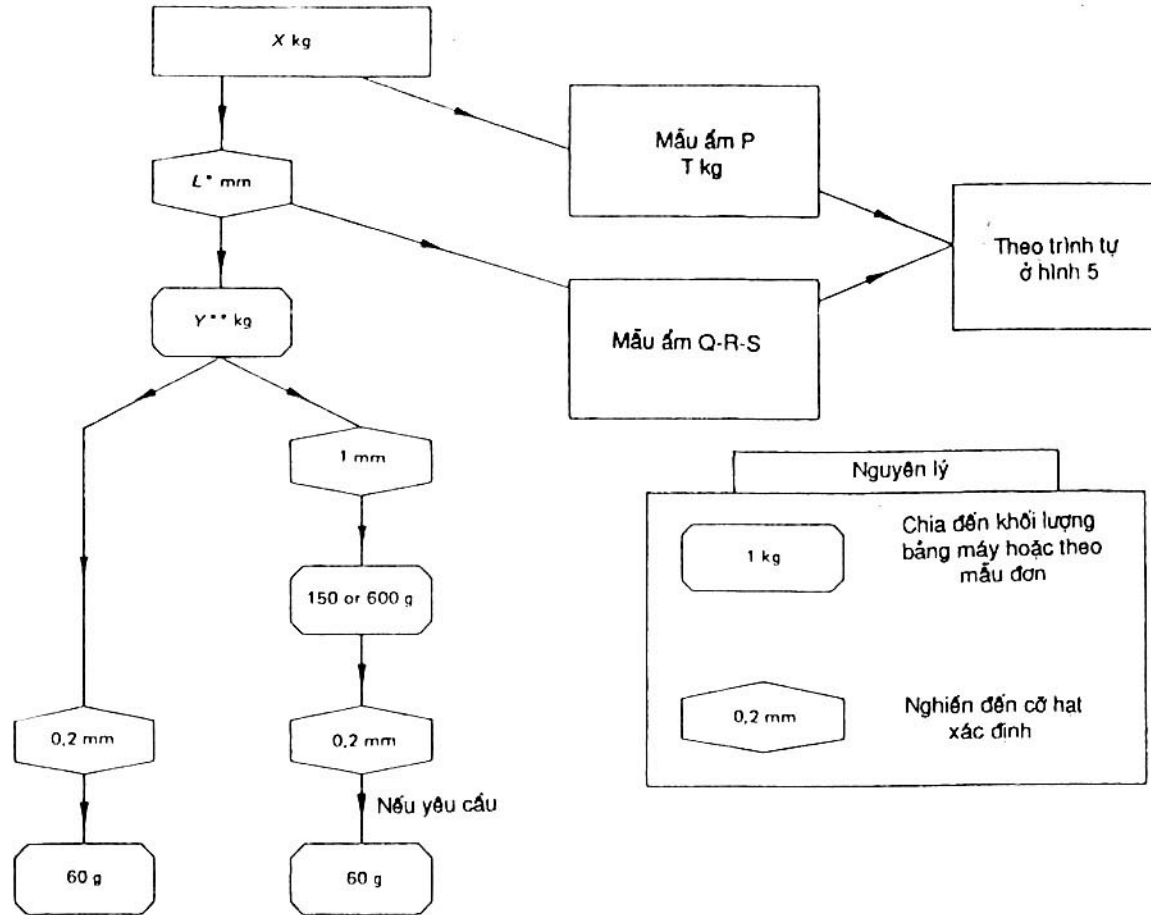 X kg
Mẫu ẩm P
T kg
L* mm
Theo trình tự
ở hình 5
Y** kg
Mẫu ẩm Q-R-S
1 mm
Nguyên lý
Chia đến khối lượng
bằng máy hoặc theo
mẫu đơn
1 kg
150 or 600 g
0,2 mm
0,2 mm
0,2 mm
Nghiền đến cỡ hạt
xác định
Nếu yêu cầu
60 g
60 g